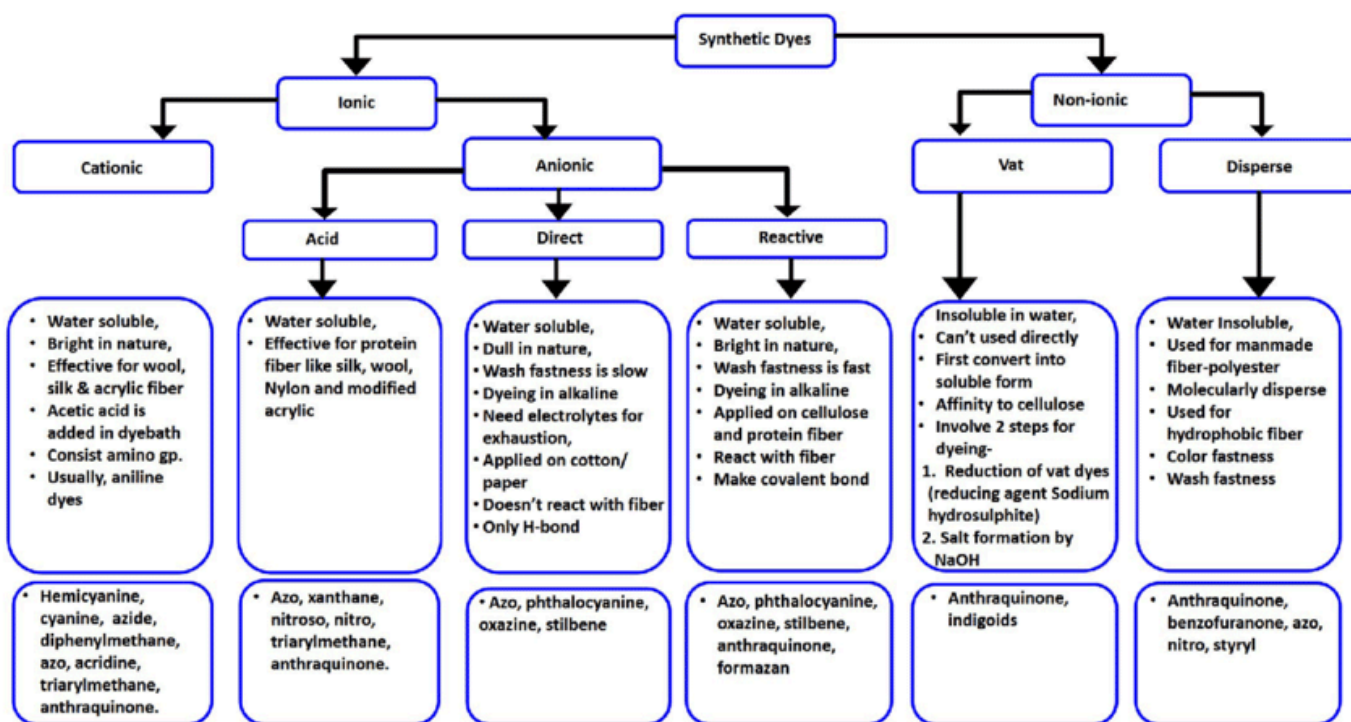 Synthetic Dyes
Ionic
Non-ionic
Cationic
Anionic
Vat
Disperse
Acid
Direct
Reactive
• Water soluble,
• Bright in nature,
• Effective for wool,
silk & acrylic fiber
• Acetic acid is
added in dyebath
• Consist amino gp.
• Usually, aniline
dyes
• Water soluble,
• Effective for protein
fiber like silk, wool,
Nylon and modified
acrylic
• Water soluble,
• Dull in nature,
• Wash fastness is slow
• Dyeing in alkaline
• Need electrolytes for
exhaustion,
• Applied on cotton/
paper
• Doesn't react with fiber
• Only H-bond
• Water soluble,
• Bright in nature,
• Wash fastness is fast
• Dyeing in alkaline
• Applied on cellulose
and protein fiber
• React with fiber
• Make covalent bond
Insoluble in water,
• Can't used directly
• First convert into
soluble form
• Affinity to cellulose
• Involve 2 steps for
dyeing-
1. Reduction of vat dyes
(reducing agent Sodium
hydrosulphite)
2. Salt formation by
NaOH
• Water Insoluble,
• Used for manmade
fiber-polyester
• Molecularly disperse
• Used for
hydrophobic fiber
• Color fastness
• Wash fastness
• Hemicyanine,
cyanine, azide,
diphenylmethane,
azo, acridine,
triarylmethane,
anthraquinone.
• Azo, xanthane,
nitroso, nitro,
triarylmethane,
anthraquinone.
• Azo, phthalocyanine,
oxazine, stilbene
• Azo, phthalocyanine,
oxazine, stilbene,
anthraquinone,
formazan
• Anthraquinone,
indigoids
• Anthraquinone,
benzofuranone, azo,
nitro, styryl